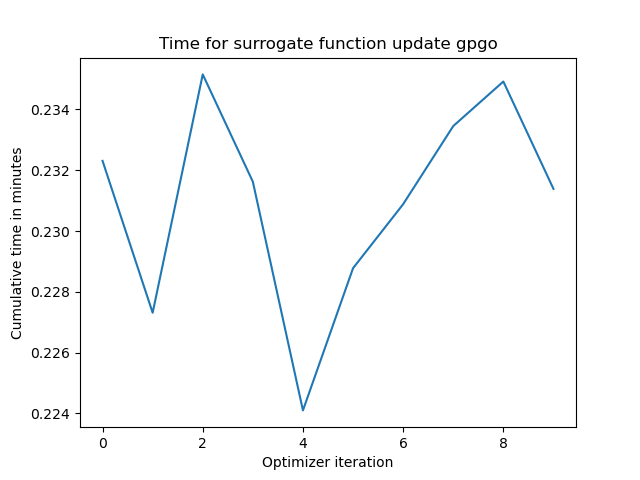 Time for surrogate function update gpgo
Cumulative time in minutes
0.234
0.232
0.230
0.228
0.226
0.224
0 2 4 6 8
Optimizer iteration